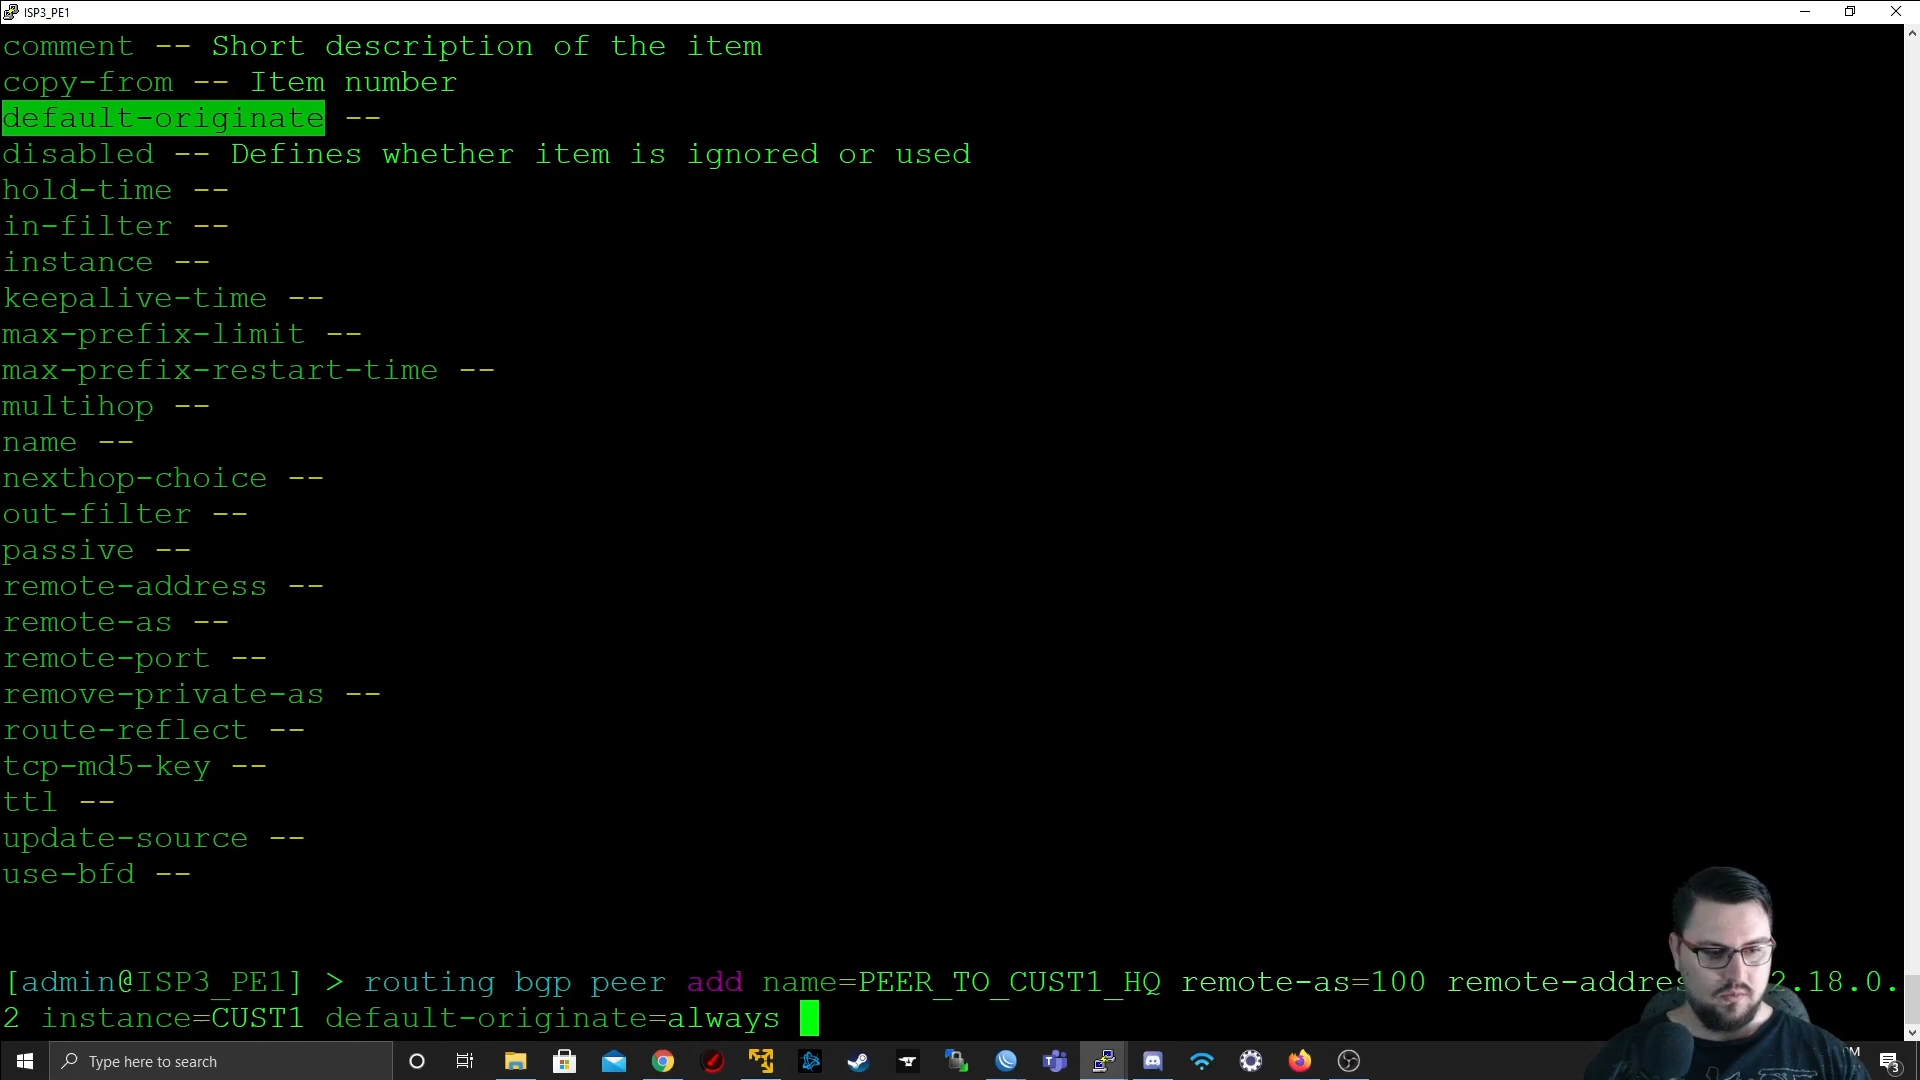 ISP3_PE1
comment -- Short description of the item
copy-from -- Item number
default-originate --
disabled -- Defines whether item is ignored or used
hold-time --
in-filter --
instance --
keepalive-time --
max-prefix-limit --
max-prefix-restart-time --
multihop --
name --
nexthop-choice --
out-filter --
passive --
remote-address --
remote-as --
remote-port --
remove-private-as --
route-reflect --
tcp-md5-key --
ttl --
update-source --
use-bfd --
[admin@ISP3_PE1] > routing bgp peer add name=PEER_TO_CUST1_HQ remote-as=100 2.18.0.
2 instance=CUST1 default-originate=always
Type here to search
3